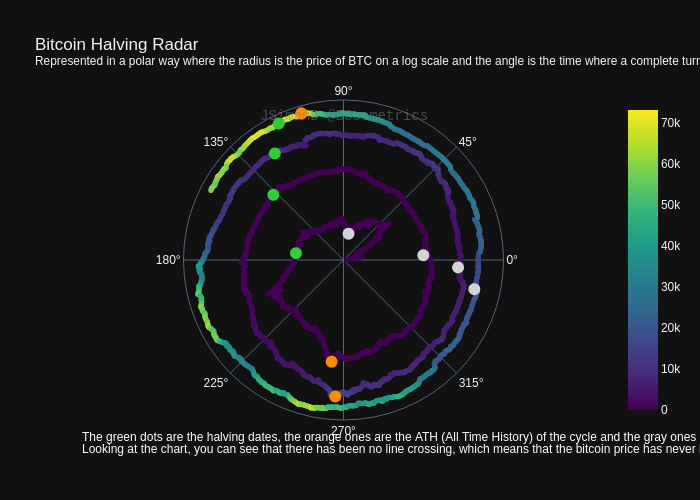 Bitcoin Halving Radar
Represented in a polar way where the radius is the price of BTC on a log scale and the angle is the time where a complete turn
90°
135°
45°
180°
0°
225°
315°
270°
70k
60k
50k
40k
30k
20k
10k
0
The green dots are the halving dates, the orange ones are the ATH (All Time History) of the cycle and the gray ones
Looking at the chart, you can see that there has been no line crossing, which means that the bitcoin price has never